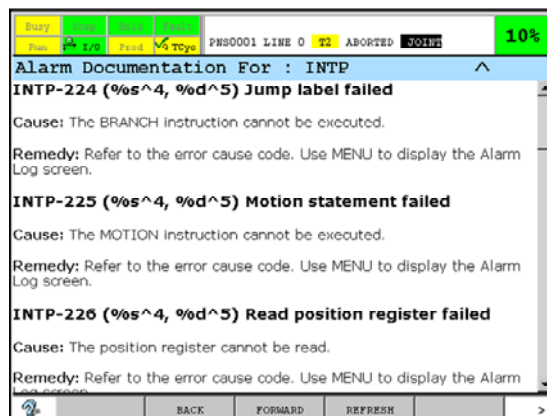 Busy Step Hold Fault
Run I/O Prod TCyc
PNS0001 LINE 0 T2 ABORTED JOINT
10%
Alarm Documentation For : INTP
INTP-224 (%s^4, %d^5) Jump label failed
Cause: The BRANCH instruction cannot be executed.
Remedy: Refer to the error cause code. Use MENU to display the Alarm
Log screen.
INTP-225 (%s^4, %d^5) Motion statement failed
Cause: The MOTION instruction cannot be executed.
Remedy: Refer to the error cause code. Use MENU to display the Alarm
Log screen.
INTP-226 (%s^4, %d^5) Read position register failed
Cause: The position register cannot be read.
Remedy: Refer to the error cause code. Use MENU to display the Alarm
Log screen.
BACK FORWARD REFRESH >